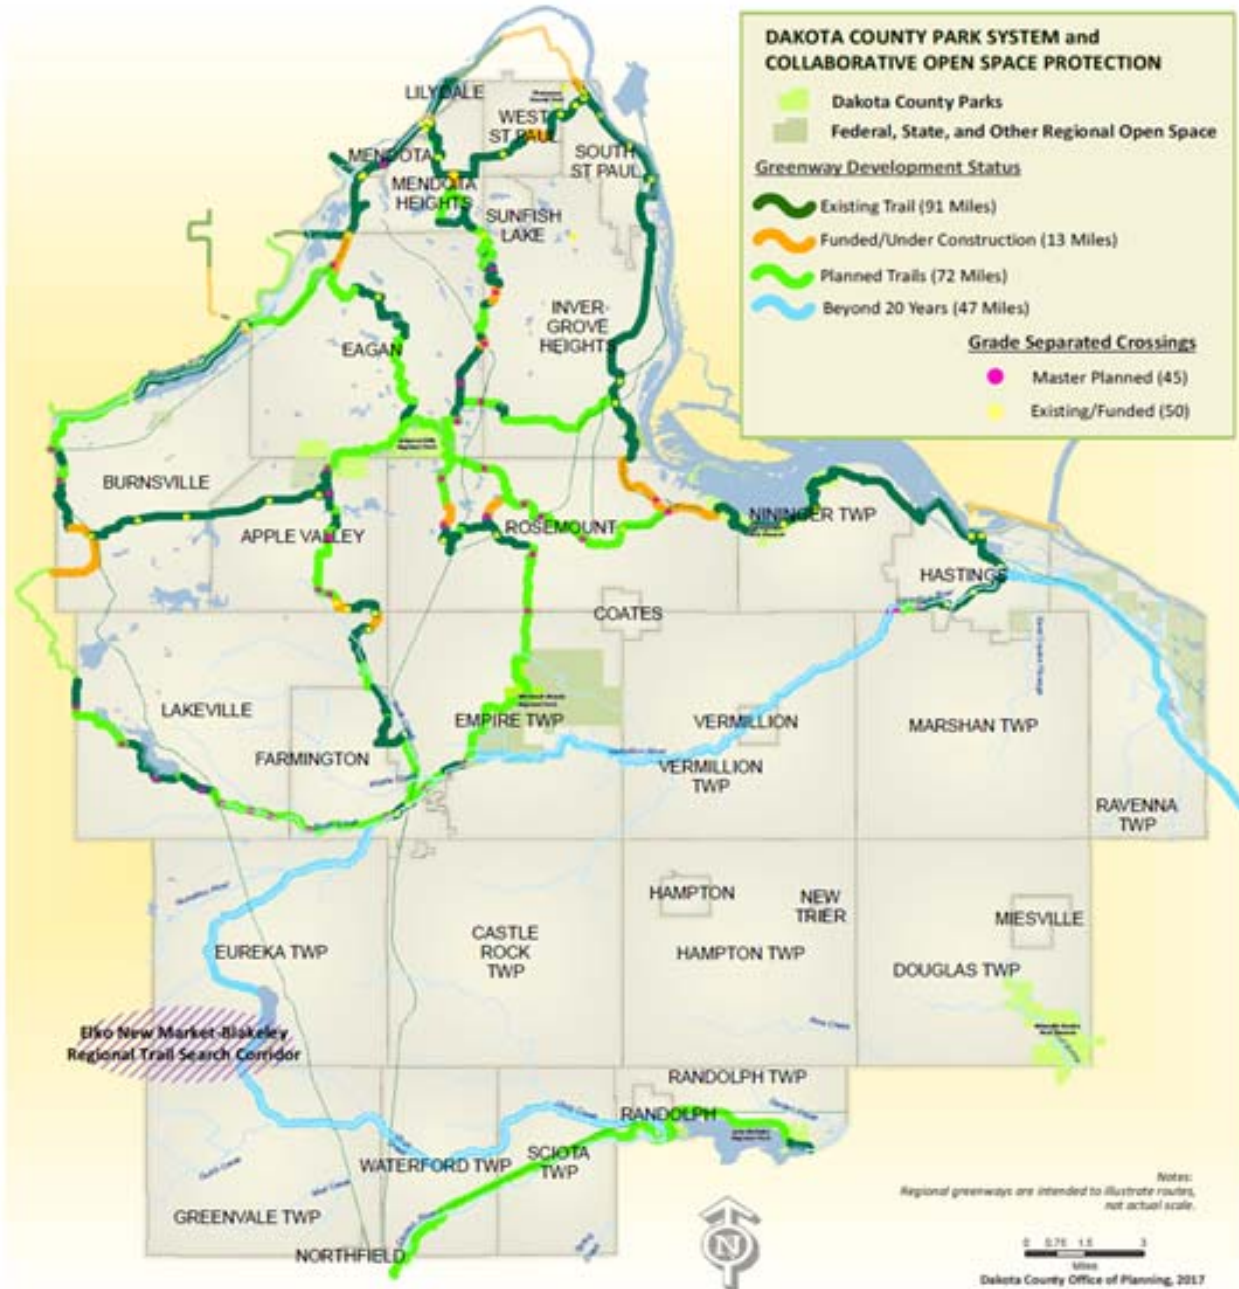 DAKOTA COUNTY PARK SYSTEM and
COLLABORATIVE OPEN SPACE PROTECTION
Dakota County Parks
Federal, State, and Other Regional Open Space
Greenway Development Status
Existing Trail (91 Miles)
Funded/Under Construction (13 Miles)
Planned Trails (72 Miles)
Beyond 20 Years (47 Miles)
Grade Separated Crossings
Master Planned (45)
Existing/Funded (50)
LILYDALE
WEST
ST PAUL
SOUTH
ST PAUL
MENDOTA
MENDOTA
HEIGHTS
SUNFISH
LAKE
INVER-
GROVE
HEIGHTS
EAGAN
BURNSVILLE
APPLE VALLEY
ROSEMOUNT
NININGER TWP
HASTINGS
COATES
LAKEVILLE
FARMINGTON
EMPIRE TWP
VERMILLION
VERMILLION
TWP
MARSHAN TWP
RAVENNA
TWP
EUREKA TWP
CASTLE
ROCK
TWP
HAMPTON
NEW
TRIER
HAMPTON TWP
MIESVILLE
DOUGLAS TWP
Elko New Market-Blakeley
Regional Trail Search Corridor
RANDOLPH TWP
RANDOLPH
SCIOTA
TWP
WATERFORD TWP
GREENVALE TWP
NORTHFIELD
N
Notes:
Regional greenways are intended to illustrate routes,
not actual scale.
0 0.75 1.5 3
Miles
Dakota County Office of Planning, 2017